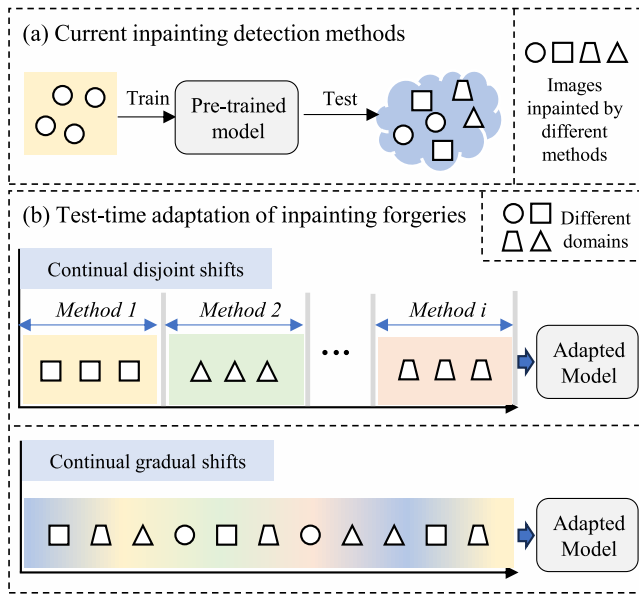 (a) Current inpainting detection methods
Train
Pre-trained
model
Test
Images
inpainted by
different
methods
(b) Test-time adaptation of inpainting forgeries
Different
domains
Continual disjoint shifts
Method 1
Method 2
Method i
...
Adapted
Model
Continual gradual shifts
Adapted
Model